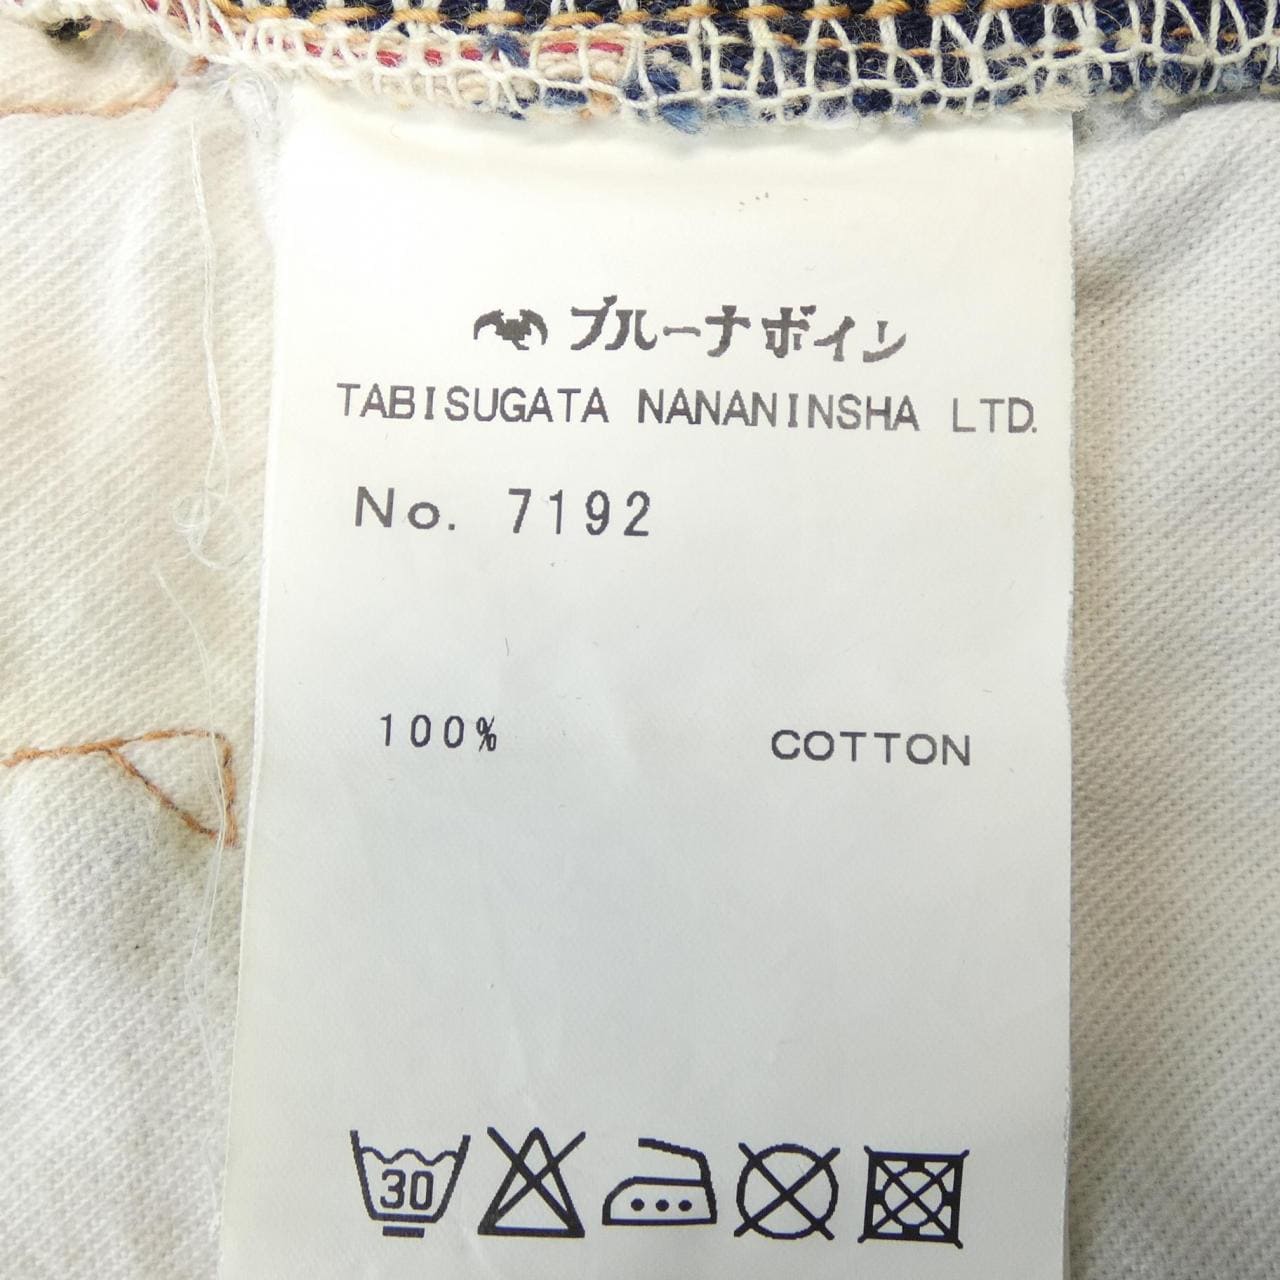 ブルーナボイン
TABISUGATA NANANINSHA LTD.
No. 7192
100% COTTON
30